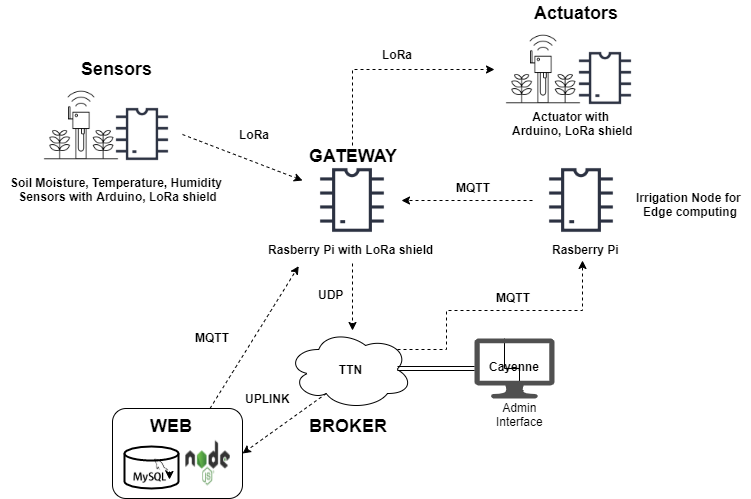 Actuators
LoRa
Sensors
Actuator with
Arduino, LoRa shield
LoRa
GATEWAY
Soil Moisture, Temperature, Humidity
Sensors with Arduino, LoRa shield
MQTT
Irrigation Node for
Edge computing
Rasberry Pi with LoRa shield
Rasberry Pi
UDP
MQTT
MQTT
TTN
Cayenne
UPLINK
Admin
Interface
WEB
BROKER
MySQL
node
JS